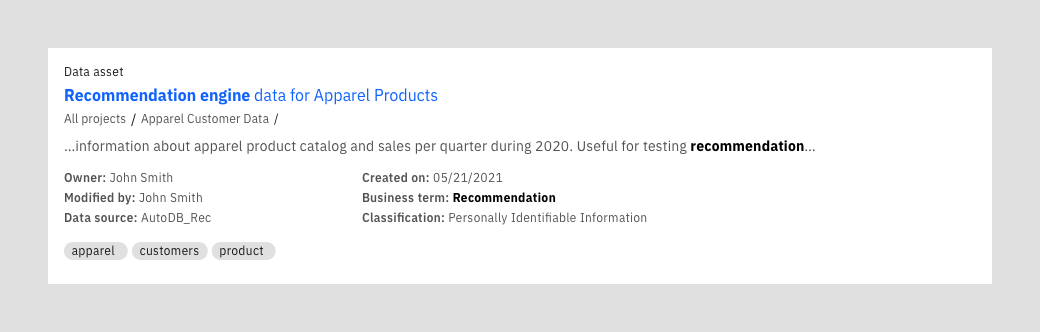 Data asset
Recommendation engine data for Apparel Products
All projects / Apparel Customer Data /
...information about apparel product catalog and sales per quarter during 2020. Useful for testing recommendation...
Owner: John Smith
Modified by: John Smith
Data source: AutoDB_Rec
Created on: 05/21/2021
Business term: Recommendation
Classification: Personally Identifiable Information
apparel customers product